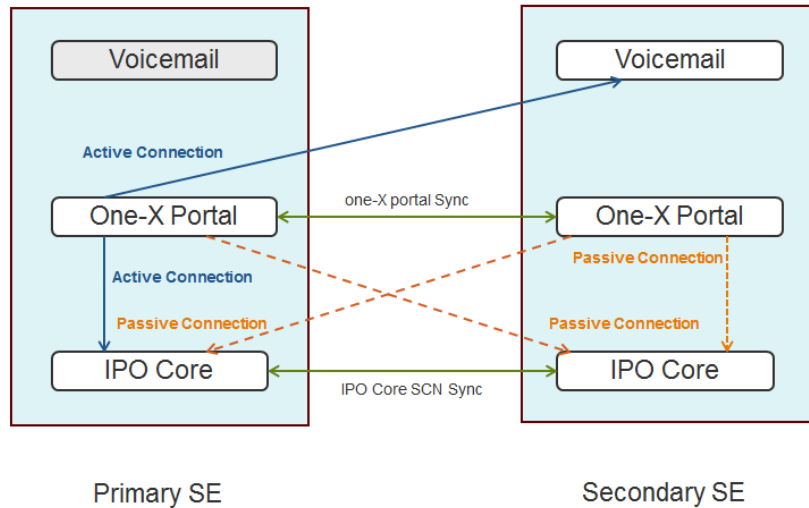 Voicemail
Voicemail
Active Connection
One-X Portal
one-X portal Sync
One-X Portal
Active Connection
Passive Connection
Passive Connection
Passive Connection
IPO Core
IPO Core SCN Sync
IPO Core
Primary SE
Secondary SE